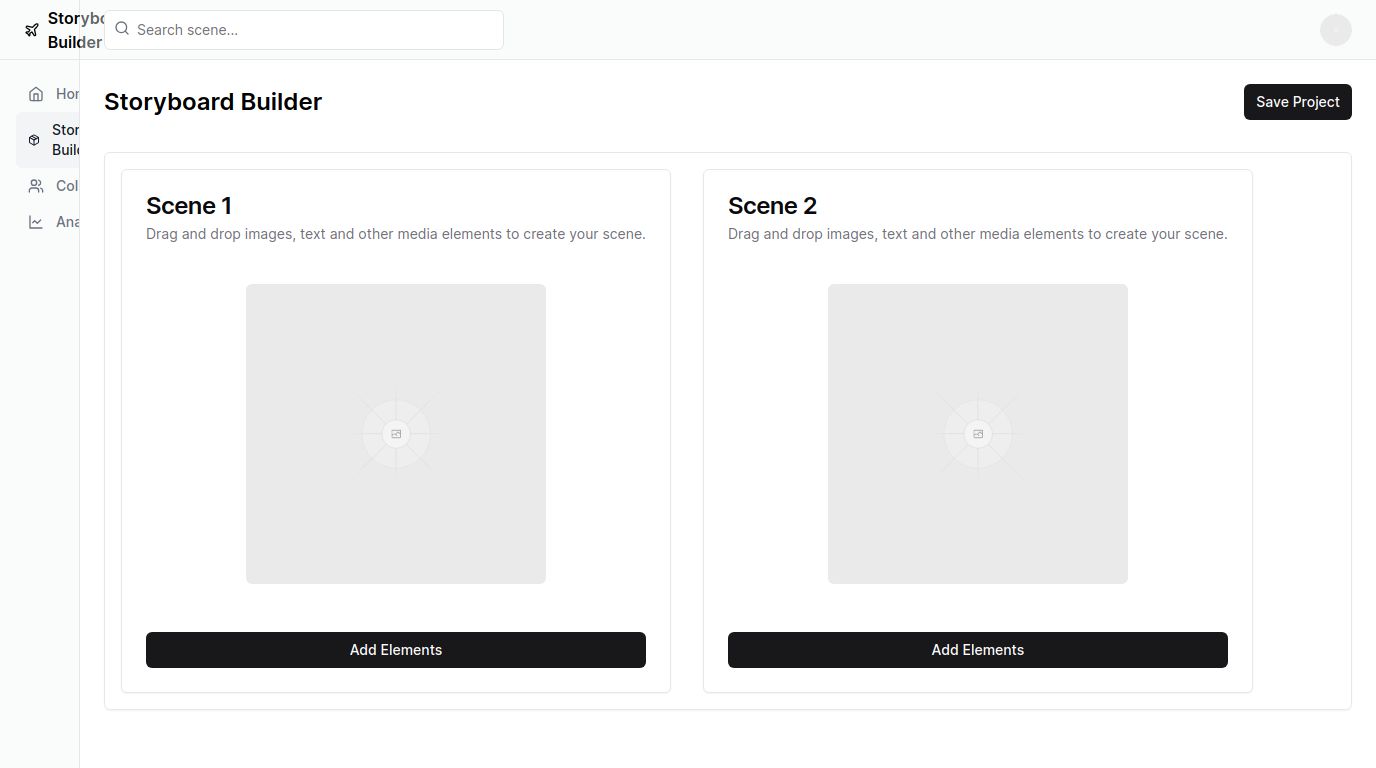 Storybo
Builder
Search scene...
Hor
Stor
Build
Col
Ana
Storyboard Builder
Save Project
Scene 1
Drag and drop images, text and other media elements to create your scene.
Add Elements
Scene 2
Drag and drop images, text and other media elements to create your scene.
Add Elements